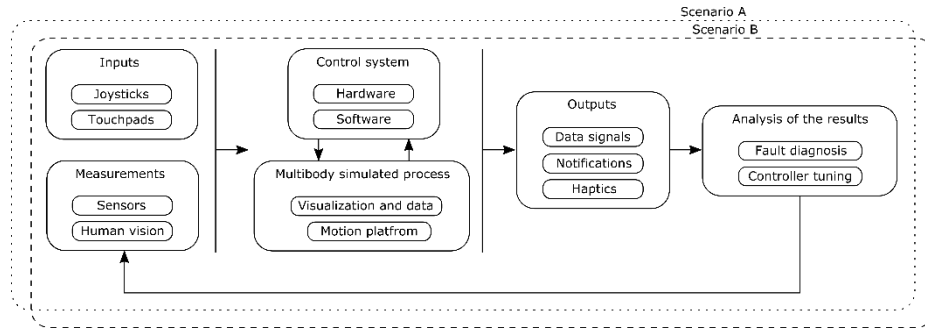 Scenario A
Scenario B
Inputs
Joysticks
Touchpads
Measurements
Sensors
Human vision
Control system
Hardware
Software
Multibody simulated process
Visualization and data
Motion platfrom
Outputs
Data signals
Notifications
Haptics
Analysis of the results
Fault diagnosis
Controller tuning